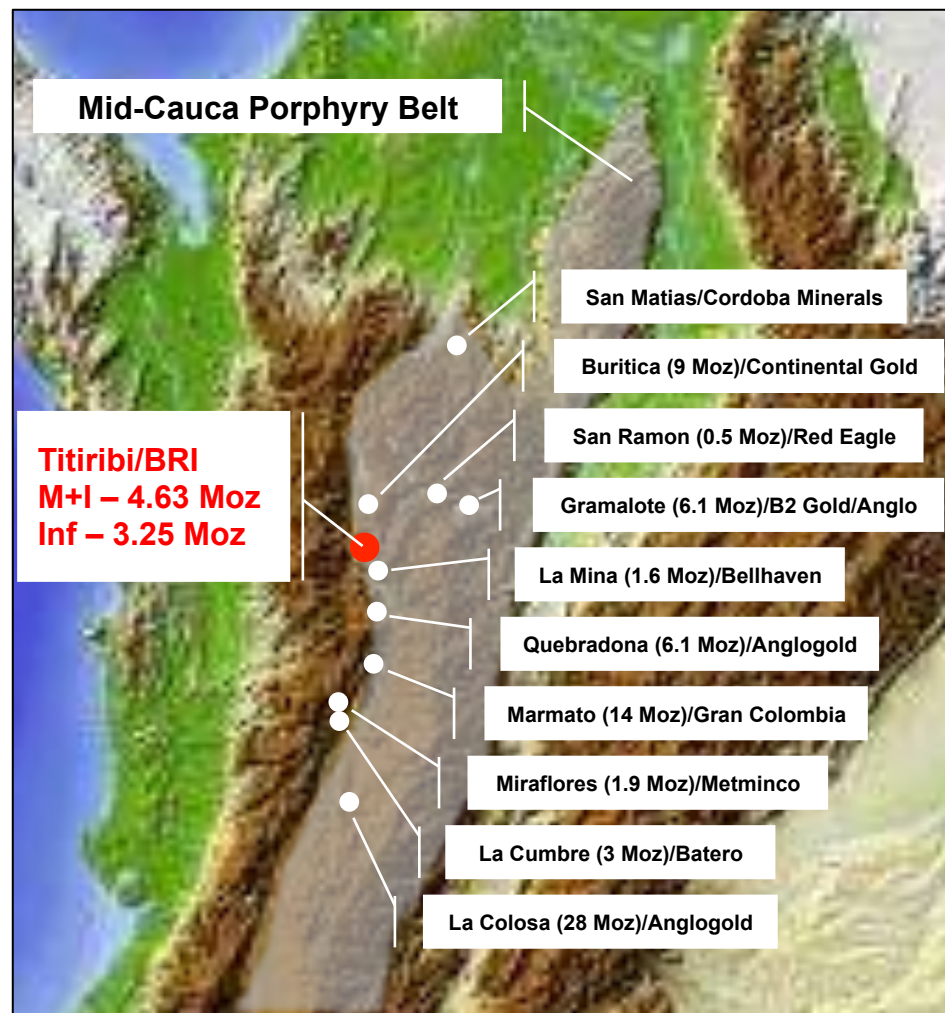 Mid-Cauca Porphyry Belt
San Matias/Cordoba Minerals
Buritica (9 Moz)/Continental Gold
San Ramon (0.5 Moz)/Red Eagle
Titiribi/BRI
M+I – 4.63 Moz
Inf – 3.25 Moz
Gramalote (6.1 Moz)/B2 Gold/Anglo
La Mina (1.6 Moz)/Bellhaven
Quebradona (6.1 Moz)/Anglogold
Marmato (14 Moz)/Gran Colombia
Miraflores (1.9 Moz)/Metminco
La Cumbre (3 Moz)/Batero
La Colosa (28 Moz)/Anglogold